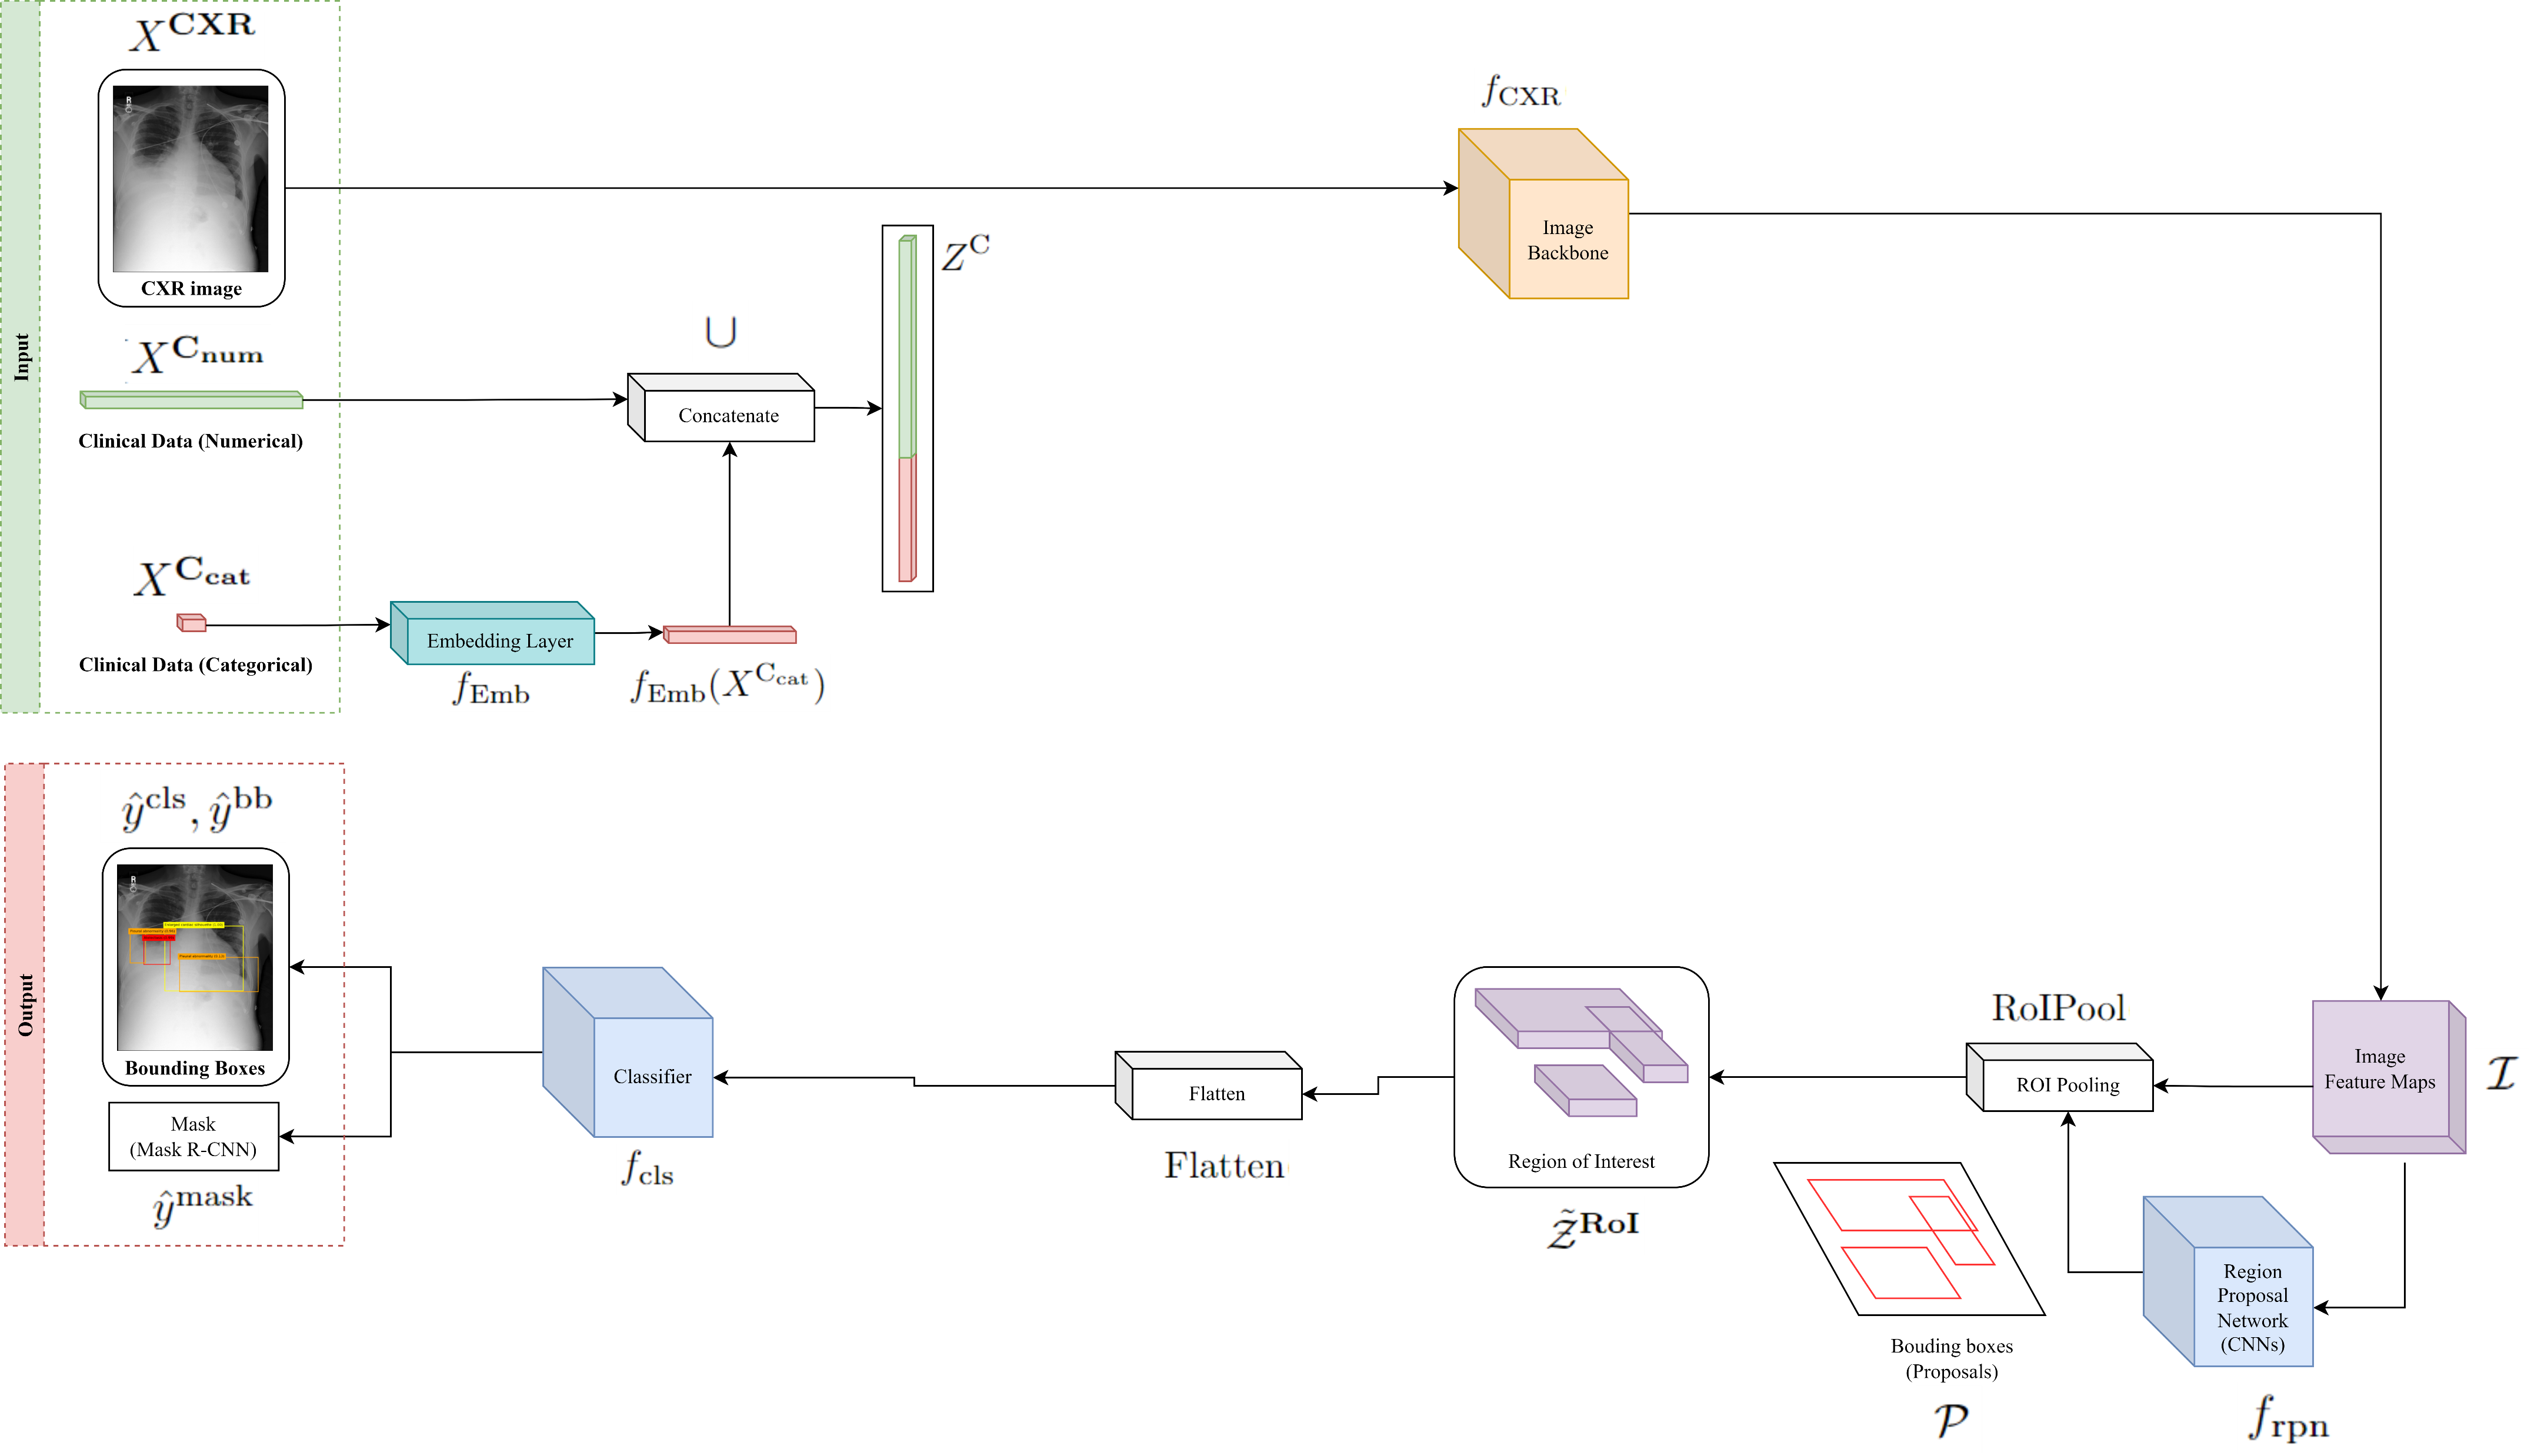 Input
X^CXR
R
CXR image
X^C_num
Clinical Data (Numerical)
X^C_cat
Clinical Data (Categorical)
Embedding Layer
f_Emb
f_Emb(X^C_cat)
∪
Concatenate
Z^C
f_CXR
Image
Backbone
Output
ŷ^cls, ŷ^bb
R
Bounding Boxes
Mask
(Mask R-CNN)
ŷ^mask
Classifier
f_cls
Flatten
Flatten
Region of Interest
Z̃^RoI
RoIPool
ROI Pooling
Image
Feature Maps
ℐ
Bouding boxes
(Proposals)
𝒫
Region
Proposal
Network
(CNNs)
f_rpn